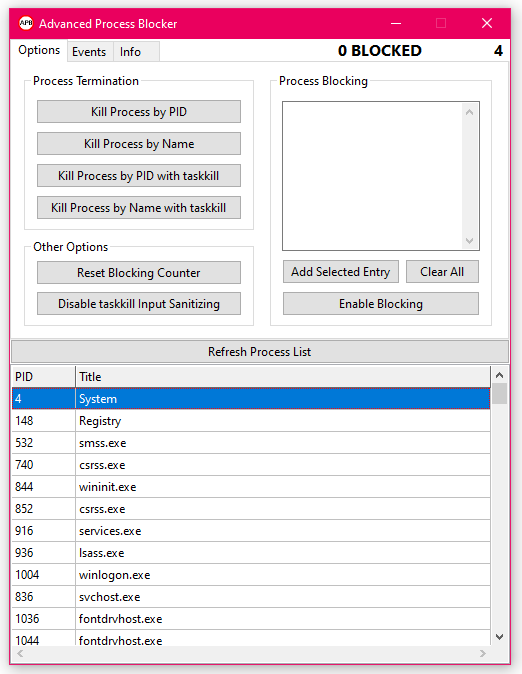 APB Advanced Process Blocker
Options Events Info 0 BLOCKED 4
Process Termination
Kill Process by PID
Kill Process by Name
Kill Process by PID with taskkill
Kill Process by Name with taskkill
Other Options
Reset Blocking Counter
Disable taskkill Input Sanitizing
Process Blocking
Add Selected Entry Clear All
Enable Blocking
Refresh Process List
PID Title
4 System
148 Registry
532 smss.exe
740 csrss.exe
844 wininit.exe
852 csrss.exe
916 services.exe
936 lsass.exe
1004 winlogon.exe
836 svchost.exe
1036 fontdrvhost.exe
1044 fontdrvhost.exe